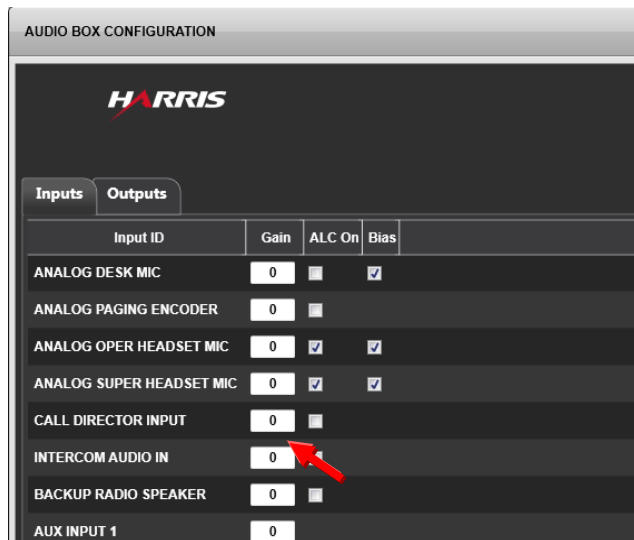 AUDIO BOX CONFIGURATION
HARRIS
Inputs Outputs
Input ID Gain ALC On Bias
ANALOG DESK MIC 0
ANALOG PAGING ENCODER 0
ANALOG OPER HEADSET MIC 0
ANALOG SUPER HEADSET MIC 0
CALL DIRECTOR INPUT 0
INTERCOM AUDIO IN 0
BACKUP RADIO SPEAKER 0
AUX INPUT 1 0